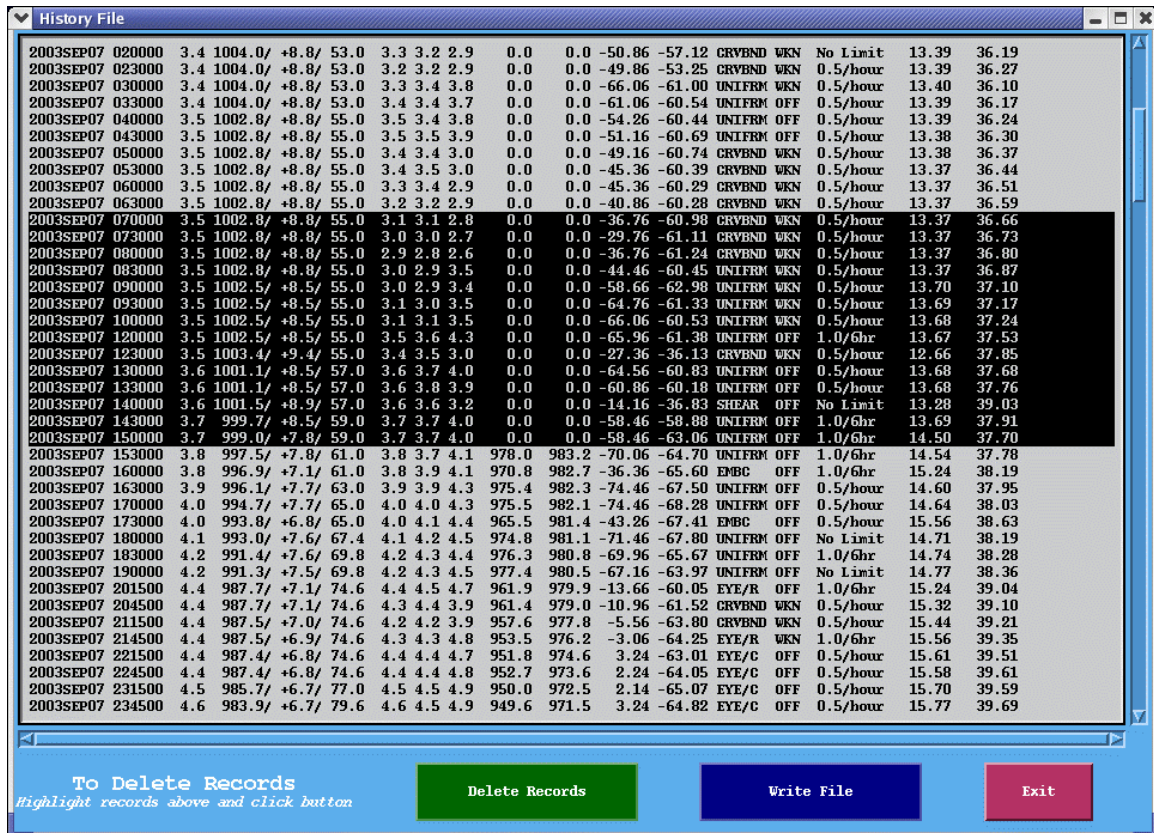 History File
2003SEP07 020000 3.4 1004.0/ +8.8/ 53.0 3.3 3.2 2.9 0.0 0.0 -50.86 -57.12 CRVBND WKN No Limit 13.39 36.19
2003SEP07 023000 3.4 1004.0/ +8.8/ 53.0 3.2 3.2 2.9 0.0 0.0 -49.86 -53.25 CRVBND WKN 0.5/hour 13.39 36.27
2003SEP07 030000 3.4 1004.0/ +8.8/ 53.0 3.3 3.4 3.8 0.0 0.0 -66.06 -61.00 UNIFRM WKN 0.5/hour 13.40 36.10
2003SEP07 033000 3.4 1004.0/ +8.8/ 53.0 3.4 3.4 3.7 0.0 0.0 -61.06 -60.54 UNIFRM OFF 0.5/hour 13.39 36.17
2003SEP07 040000 3.5 1002.8/ +8.8/ 55.0 3.5 3.4 3.8 0.0 0.0 -54.26 -60.44 UNIFRM OFF 0.5/hour 13.39 36.24
2003SEP07 043000 3.5 1002.8/ +8.8/ 55.0 3.5 3.5 3.9 0.0 0.0 -51.16 -60.69 UNIFRM OFF 0.5/hour 13.38 36.30
2003SEP07 050000 3.5 1002.8/ +8.8/ 55.0 3.4 3.4 3.0 0.0 0.0 -49.16 -60.74 CRVBND WKN 0.5/hour 13.38 36.37
2003SEP07 053000 3.5 1002.8/ +8.8/ 55.0 3.4 3.5 3.0 0.0 0.0 -45.36 -60.39 CRVBND WKN 0.5/hour 13.37 36.44
2003SEP07 060000 3.5 1002.8/ +8.8/ 55.0 3.3 3.4 2.9 0.0 0.0 -45.36 -60.29 CRVBND WKN 0.5/hour 13.37 36.51
2003SEP07 063000 3.5 1002.8/ +8.8/ 55.0 3.2 3.2 2.9 0.0 0.0 -40.86 -60.28 CRVBND WKN 0.5/hour 13.37 36.59
2003SEP07 070000 3.5 1002.8/ +8.8/ 55.0 3.1 3.1 2.8 0.0 0.0 -36.76 -60.98 CRVBND WKN 0.5/hour 13.37 36.66
2003SEP07 073000 3.5 1002.8/ +8.8/ 55.0 3.0 3.0 2.7 0.0 0.0 -29.76 -61.11 CRVBND WKN 0.5/hour 13.37 36.73
2003SEP07 080000 3.5 1002.8/ +8.8/ 55.0 2.9 2.8 2.6 0.0 0.0 -36.76 -61.24 CRVBND WKN 0.5/hour 13.37 36.80
2003SEP07 083000 3.5 1002.8/ +8.8/ 55.0 3.0 2.9 3.5 0.0 0.0 -44.46 -60.45 UNIFRM WKN 0.5/hour 13.37 36.87
2003SEP07 090000 3.5 1002.5/ +8.5/ 55.0 3.0 2.9 3.4 0.0 0.0 -58.66 -62.98 UNIFRM WKN 0.5/hour 13.70 37.10
2003SEP07 093000 3.5 1002.5/ +8.5/ 55.0 3.1 3.0 3.5 0.0 0.0 -64.76 -61.33 UNIFRM WKN 0.5/hour 13.69 37.17
2003SEP07 100000 3.5 1002.5/ +8.5/ 55.0 3.1 3.1 3.5 0.0 0.0 -66.06 -60.53 UNIFRM WKN 0.5/hour 13.68 37.24
2003SEP07 120000 3.5 1002.5/ +8.5/ 55.0 3.5 3.6 4.3 0.0 0.0 -65.96 -61.38 UNIFRM OFF 1.0/6hr 13.67 37.53
2003SEP07 123000 3.5 1003.4/ +9.4/ 55.0 3.4 3.5 3.0 0.0 0.0 -27.36 -36.13 CRVBND WKN 0.5/hour 12.66 37.85
2003SEP07 130000 3.6 1001.1/ +8.5/ 57.0 3.6 3.7 4.0 0.0 0.0 -64.56 -60.83 UNIFRM OFF 0.5/hour 13.68 37.68
2003SEP07 133000 3.6 1001.1/ +8.5/ 57.0 3.6 3.8 3.9 0.0 0.0 -60.86 -60.18 UNIFRM OFF 0.5/hour 13.68 37.76
2003SEP07 140000 3.6 1001.5/ +8.9/ 57.0 3.6 3.6 3.2 0.0 0.0 -14.16 -36.83 SHEAR OFF No Limit 13.28 39.03
2003SEP07 143000 3.7 999.7/ +8.5/ 59.0 3.7 3.7 4.0 0.0 0.0 -58.46 -58.88 UNIFRM OFF 1.0/6hr 13.69 37.91
2003SEP07 150000 3.7 999.0/ +7.8/ 59.0 3.7 3.7 4.0 0.0 0.0 -58.46 -63.06 UNIFRM OFF 1.0/6hr 14.50 37.70
2003SEP07 153000 3.8 997.5/ +7.8/ 61.0 3.8 3.7 4.1 978.0 983.2 -70.06 -64.70 UNIFRM OFF 1.0/6hr 14.54 37.78
2003SEP07 160000 3.8 996.9/ +7.1/ 61.0 3.8 3.9 4.1 970.8 982.7 -36.36 -65.60 EMBC OFF 1.0/6hr 15.24 38.19
2003SEP07 163000 3.9 996.1/ +7.7/ 63.0 3.9 3.9 4.3 975.4 982.3 -74.46 -67.50 UNIFRM OFF 0.5/hour 14.60 37.95
2003SEP07 170000 4.0 994.7/ +7.7/ 65.0 4.0 4.0 4.3 975.5 982.1 -74.46 -68.28 UNIFRM OFF 0.5/hour 14.64 38.03
2003SEP07 173000 4.0 993.8/ +6.8/ 65.0 4.0 4.1 4.4 965.5 981.4 -43.26 -67.41 EMBC OFF 0.5/hour 15.56 38.63
2003SEP07 180000 4.1 993.0/ +7.6/ 67.4 4.1 4.2 4.5 974.8 981.1 -71.46 -67.80 UNIFRM OFF No Limit 14.71 38.19
2003SEP07 183000 4.2 991.4/ +7.6/ 69.8 4.2 4.3 4.4 976.3 980.8 -69.96 -65.67 UNIFRM OFF 1.0/6hr 14.74 38.28
2003SEP07 190000 4.2 991.3/ +7.5/ 69.8 4.2 4.3 4.5 977.4 980.5 -67.16 -63.97 UNIFRM OFF No Limit 14.77 38.36
2003SEP07 201500 4.4 987.7/ +7.1/ 74.6 4.4 4.5 4.7 961.9 979.9 -13.66 -60.05 EYE/R OFF 1.0/6hr 15.24 39.04
2003SEP07 204500 4.4 987.7/ +7.1/ 74.6 4.3 4.4 3.9 961.4 979.0 -10.96 -61.52 CRVBND WKN 0.5/hour 15.32 39.10
2003SEP07 211500 4.4 987.5/ +7.0/ 74.6 4.2 4.2 3.9 957.6 977.8 -5.56 -63.80 CRVBND WKN 0.5/hour 15.44 39.21
2003SEP07 214500 4.4 987.5/ +6.9/ 74.6 4.3 4.3 4.8 953.5 976.2 -3.06 -64.25 EYE/R WKN 1.0/6hr 15.56 39.35
2003SEP07 221500 4.4 987.4/ +6.8/ 74.6 4.4 4.4 4.7 951.8 974.6 3.24 -63.01 EYE/C OFF 0.5/hour 15.61 39.51
2003SEP07 224500 4.4 987.4/ +6.8/ 74.6 4.4 4.4 4.8 952.7 973.6 2.24 -64.05 EYE/C OFF 0.5/hour 15.58 39.61
2003SEP07 231500 4.5 985.7/ +6.7/ 77.0 4.5 4.5 4.9 950.0 972.5 2.14 -65.07 EYE/C OFF 0.5/hour 15.70 39.59
2003SEP07 234500 4.6 983.9/ +6.7/ 79.6 4.6 4.5 4.9 949.6 971.5 3.24 -64.82 EYE/C OFF 0.5/hour 15.77 39.69
To Delete Records
Highlight records above and click button
Delete Records
Write File
Exit